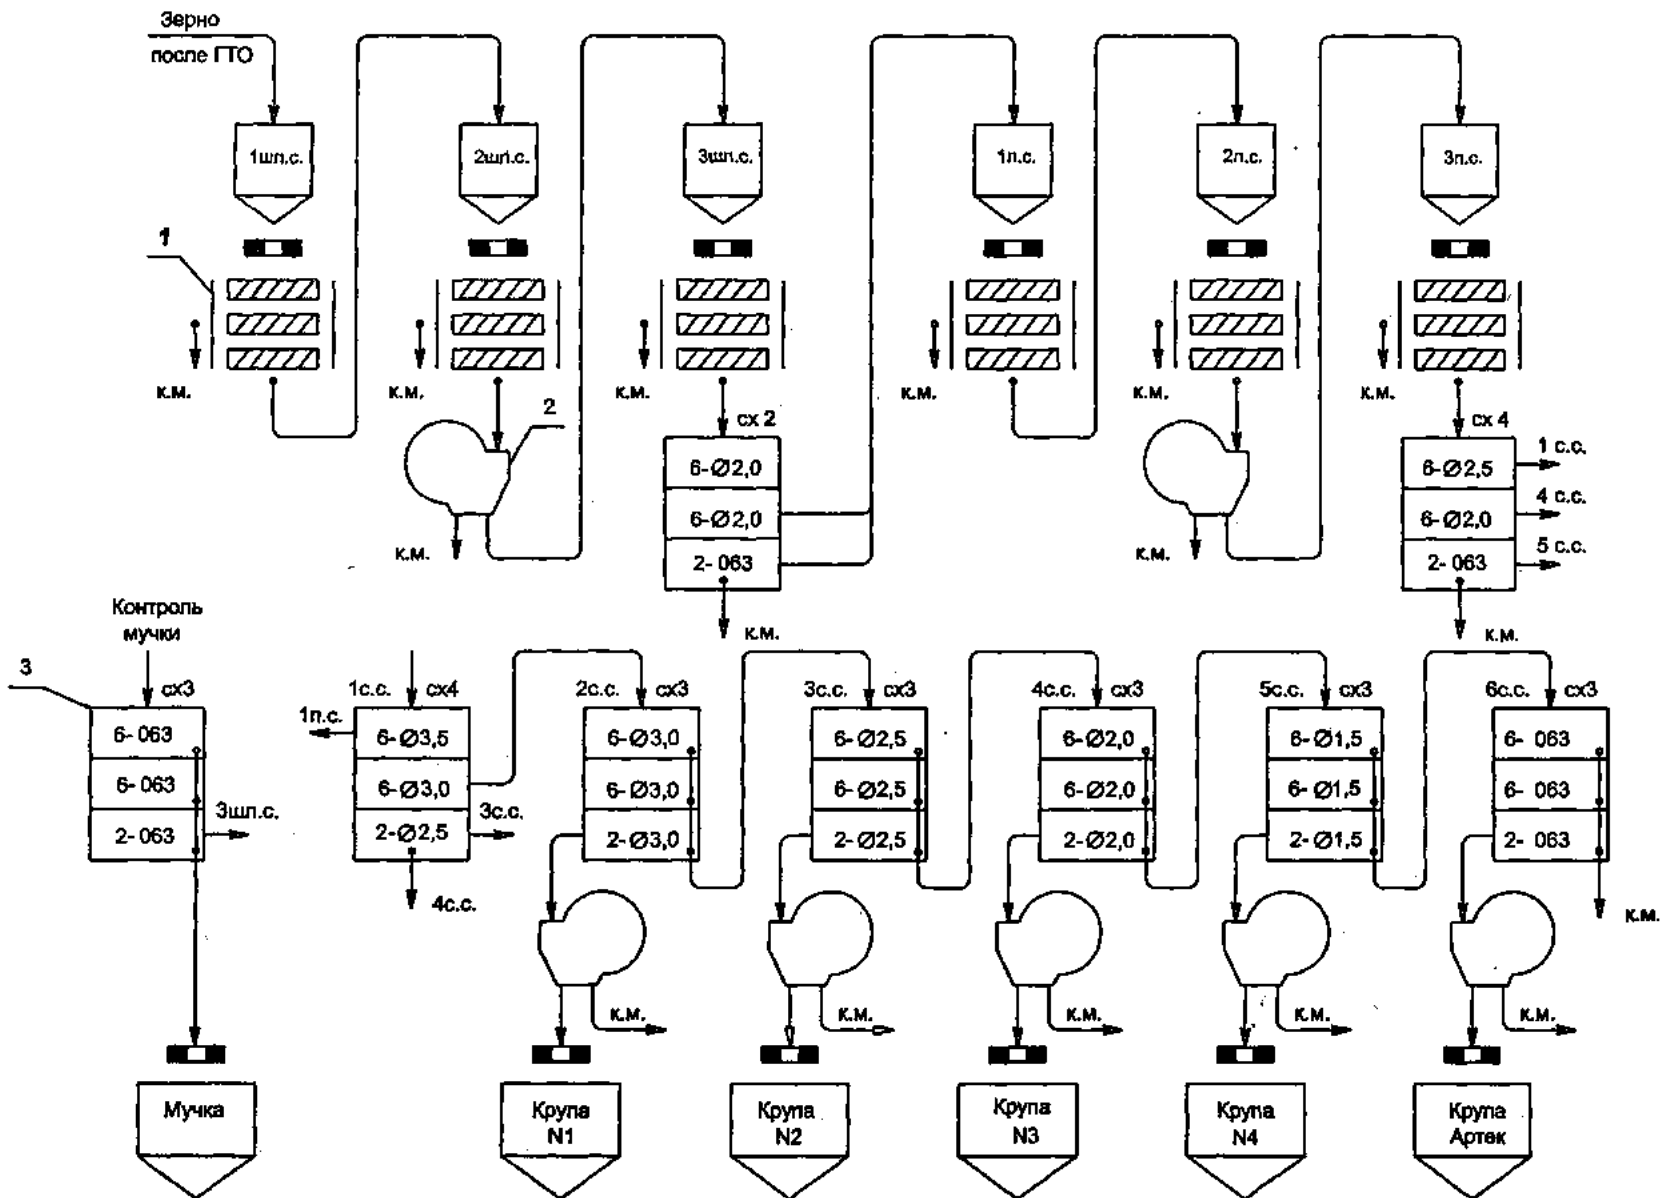 Зерно
после ГТО
1шл.с.
2шл.с.
3шл.с.
1п.с.
2п.с.
3п.с.
1
к.м.
к.м.
к.м.
к.м.
к.м.
к.м.
2
сх 2
сх 4
6-Ø2,0
6-Ø2,0
2- 063
6-Ø2,5
6-Ø2,0
2- 063
1 с.с.
4 с.с.
5 с.с.
к.м.
к.м.
к.м.
к.м.
Контроль
мучки
3
сх3
6- 063
6- 063
2- 063
3шл.с.
1с.с.
сх4
1п.с.
6-Ø3,5
6-Ø3,0
2-Ø2,5
3с.с.
4с.с.
2с.с.
сх3
6-Ø3,0
6-Ø3,0
2-Ø3,0
3с.с.
сх3
6-Ø2,5
6-Ø2,5
2-Ø2,5
4с.с.
сх3
6-Ø2,0
6-Ø2,0
2-Ø2,0
5с.с.
сх3
6-Ø1,5
6-Ø1,5
2-Ø1,5
6с.с.
сх3
6- 063
6- 063
2- 063
к.м.
к.м.
к.м.
к.м.
к.м.
к.м.
Мучка
Крупа
N1
Крупа
N2
Крупа
N3
Крупа
N4
Крупа
Артек